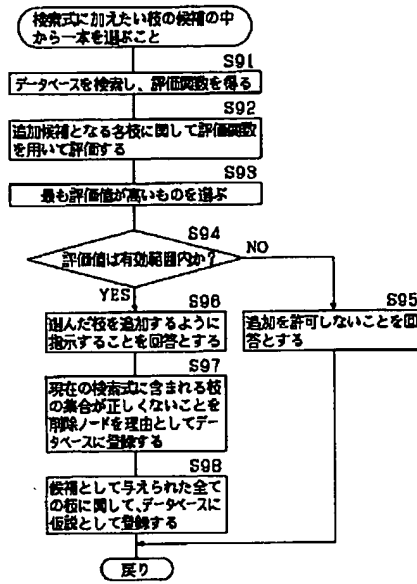 検索式に加えたい枝の候補の中
から一本を選ぶこと
S91
データベースを検索し、評価関数を得る
S92
追加候補となる各枝に関して評価関数
を用いて評価する
S93
最も評価値が高いものを選ぶ
S94
評価値は有効範囲内か?
NO
YES
S96
選んだ枝を追加するように
指示することを回答とする
S95
追加を許可しないことを回
答とする
S97
現在の検索式に含まれる枝
の集合が正しくないことを
削除ノードを理由としてデー
タベースに登録する
S98
候補として与えられた全て
の枝に関して、データベースに
仮説として登録する
戻り